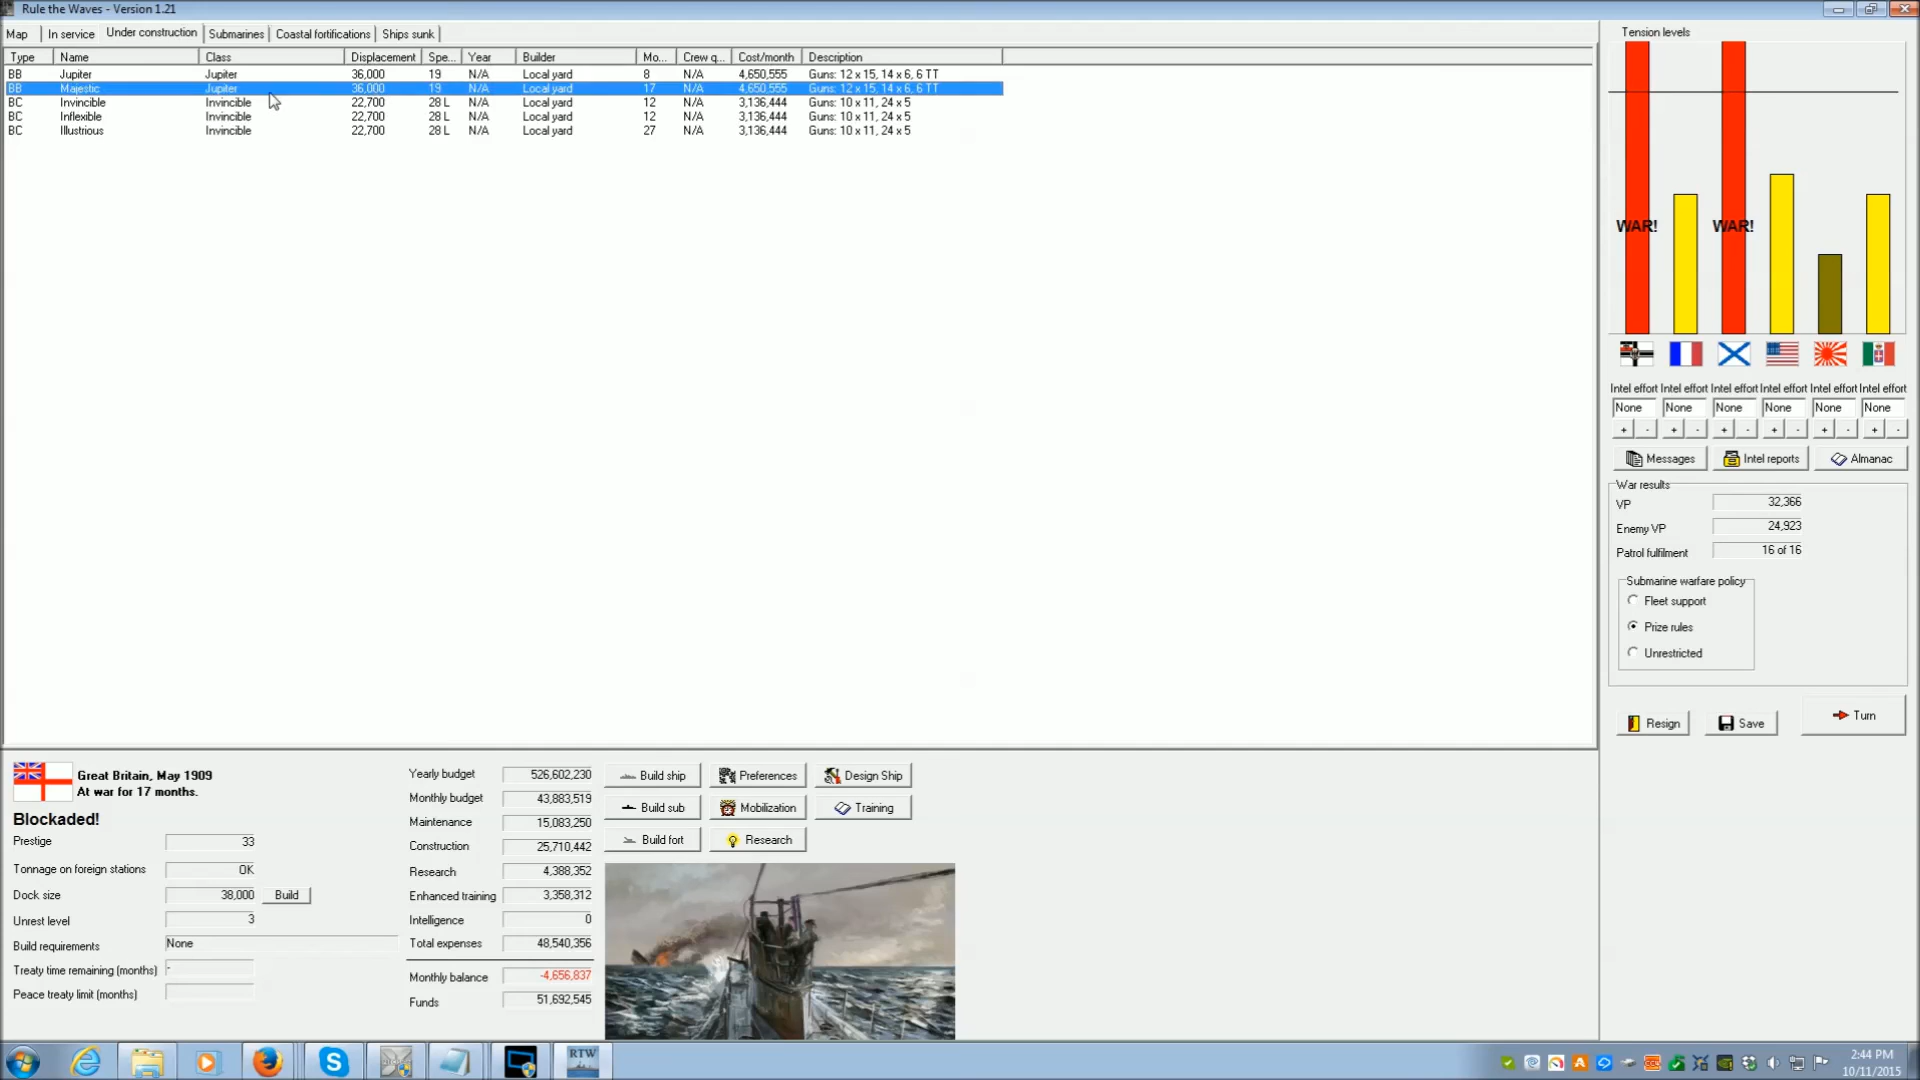 Rule the Waves - Version 1.21
Map In service Under construction Submarines Coastal fortifications Ships sunk
Type Name Class Displacement Spe... Year Builder Mo... Crew q... Cost/month Description
BB Jupiter Jupiter 36,000 19 N/A Local yard 8 N/A 4,650,555 Guns: 12 x 15, 14 x 6, 6 TT
BB Majestic Jupiter 36,000 19 N/A Local yard 17 N/A 4,650,555 Guns: 12 x 15, 14 x 6, 6 TT
BC Invincible Invincible 22,700 28 L N/A Local yard 12 N/A 3,136,444 Guns: 10 x 11, 24 x 5
BC Inflexible Invincible 22,700 28 L N/A Local yard 12 N/A 3,136,444 Guns: 10 x 11, 24 x 5
BC Illustrious Invincible 22,700 28 L N/A Local yard 27 N/A 3,136,444 Guns: 10 x 11, 24 x 5
Tension levels
WAR! WAR!
Intel effort Intel effort Intel effort Intel effort Intel effort Intel effort
None None None None None None
+ - + - + - + - + - + -
Messages Intel reports Almanac
War results
VP 32,366
Enemy VP 24,923
Patrol fulfilment 16 of 16
Submarine warfare policy
Fleet support
Prize rules
Unrestricted
Resign Save Turn
Great Britain, May 1909
At war for 17 months.
Blockaded!
Prestige 33
Tonnage on foreign stations OK
Dock size 38,000 Build
Unrest level 3
Build requirements None
Treaty time remaining (months) -
Peace treaty limit (months)
Yearly budget 526,602,230
Monthly budget 43,883,519
Maintenance 15,083,250
Construction 25,710,442
Research 4,388,352
Enhanced training 3,358,312
Intelligence 0
Total expenses 48,540,356
Monthly balance -4,656,837
Funds 51,692,545
Build ship Preferences Design Ship
Build sub Mobilization Training
Build fort Research
RTW
2:44 PM
10/11/2015